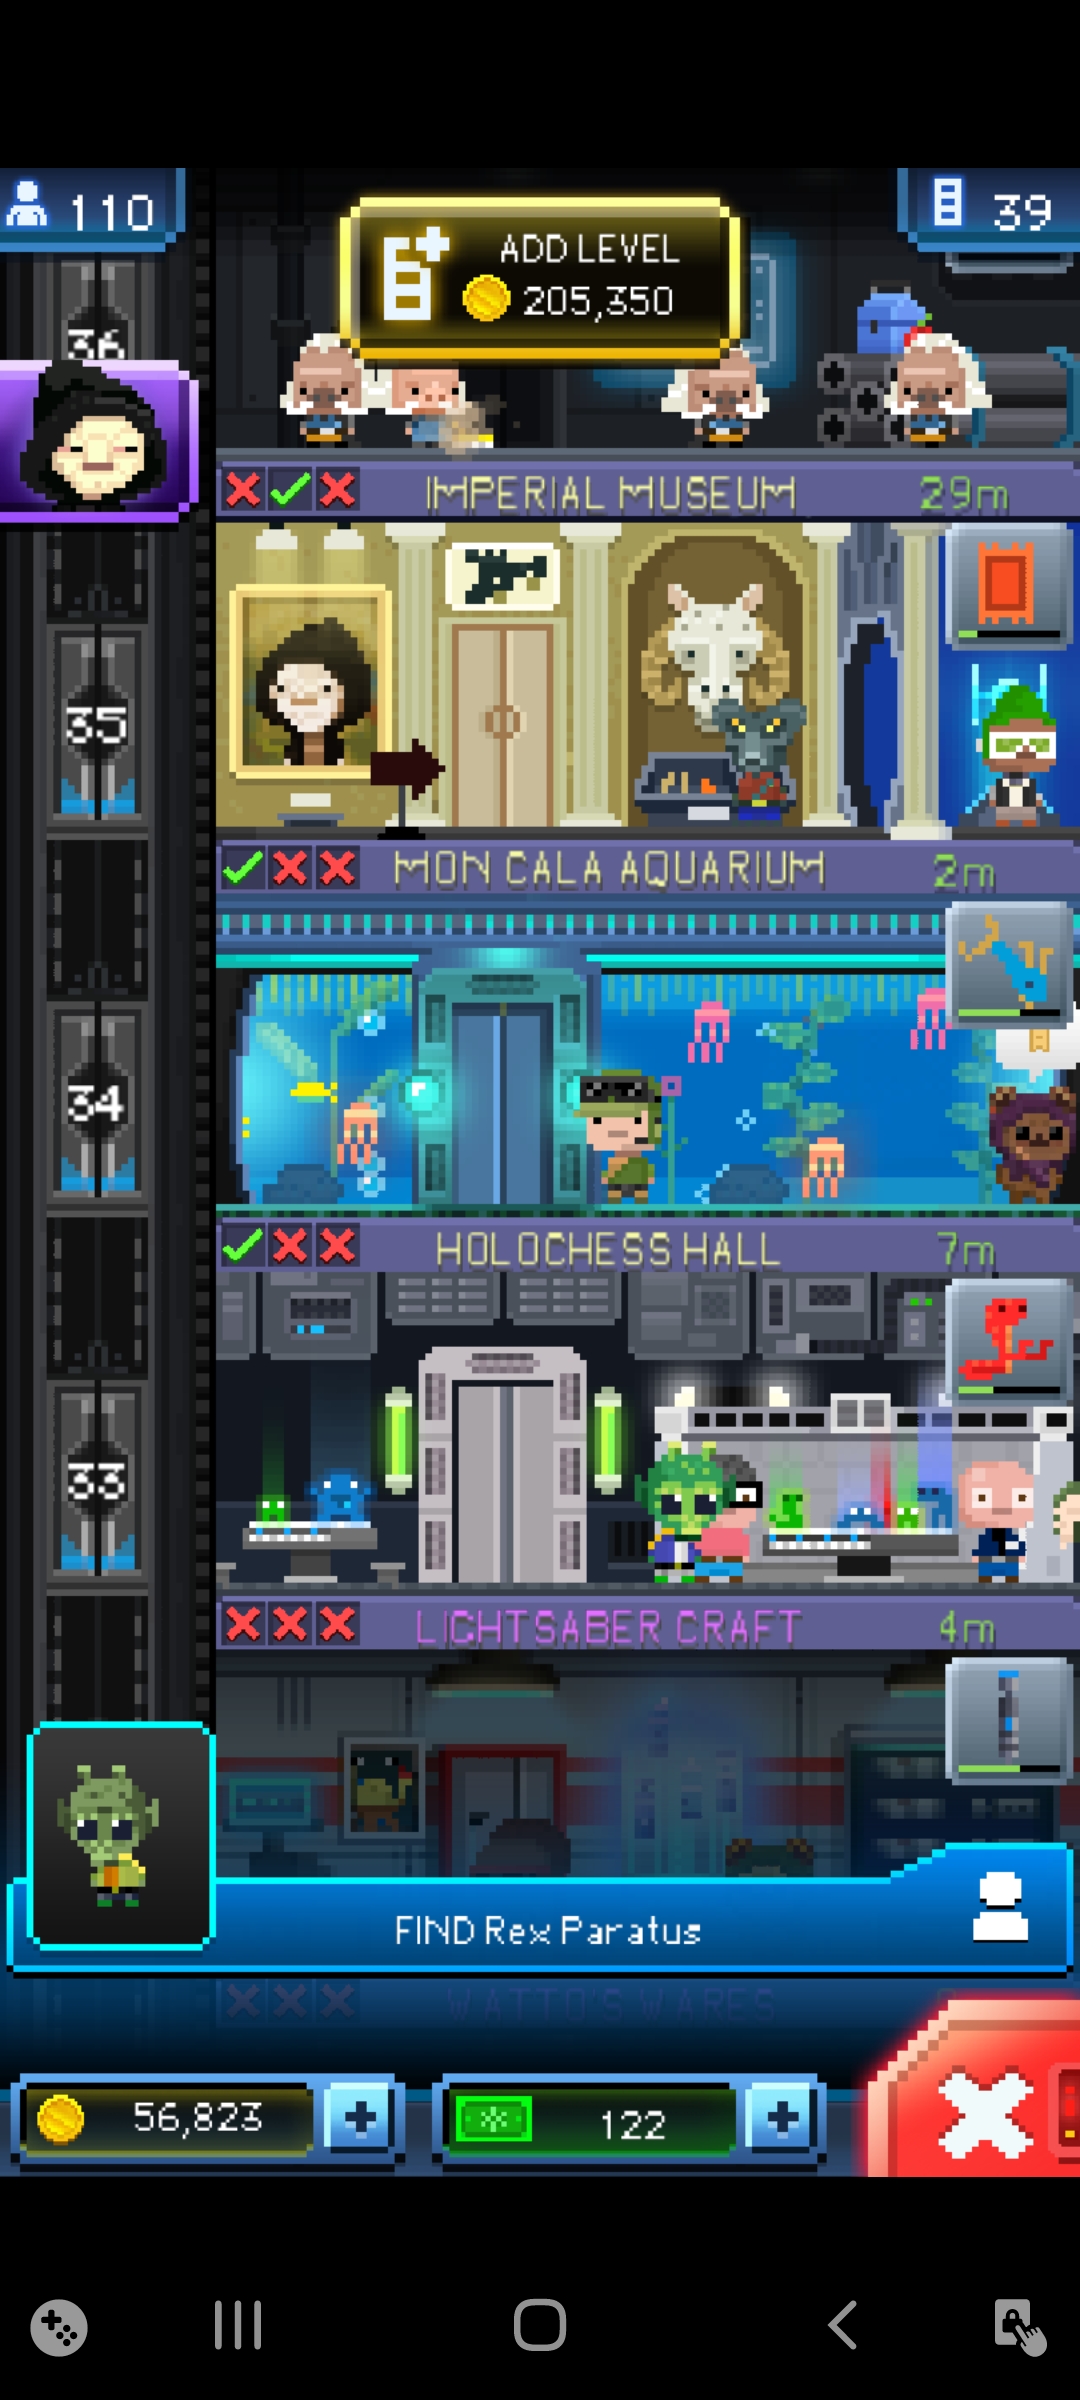 110
ADD LEVEL
205,350
39
36
IMPERIAL MUSEUM 29m
35
MON CALA AQUARIUM 2m
34
HOLOCHESS HALL 7m
33
LIGHTSABER CRAFT 4m
FIND Rex Paratus
WATTO'S WARES
56,823
122